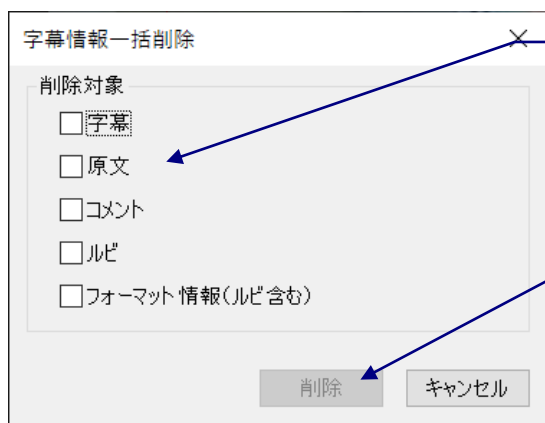 字幕情報一括削除
削除対象
字幕
原文
コメント
ルビ
フォーマット情報(ルビ含む)
削除
キャンセル